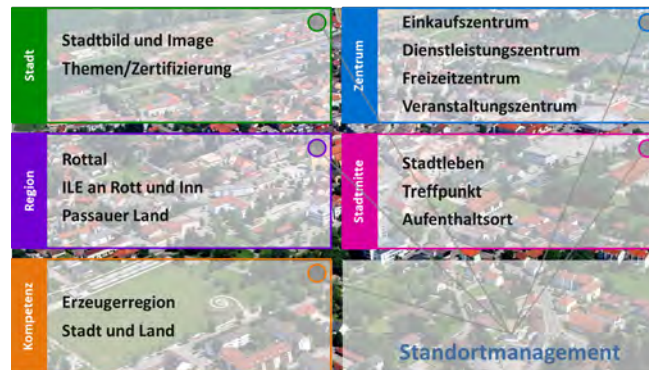 Stadt
Stadtbild und Image
Themen/Zertifizierung
Zentrum
Einkaufszentrum
Dienstleistungszentrum
Freizeitzentrum
Veranstaltungszentrum
Region
Rottal
ILE an Rott und Inn
Passauer Land
Stadtmitte
Stadtleben
Treffpunkt
Aufenthaltsort
Kompetenz
Erzeugerregion
Stadt und Land
Standortmanagement